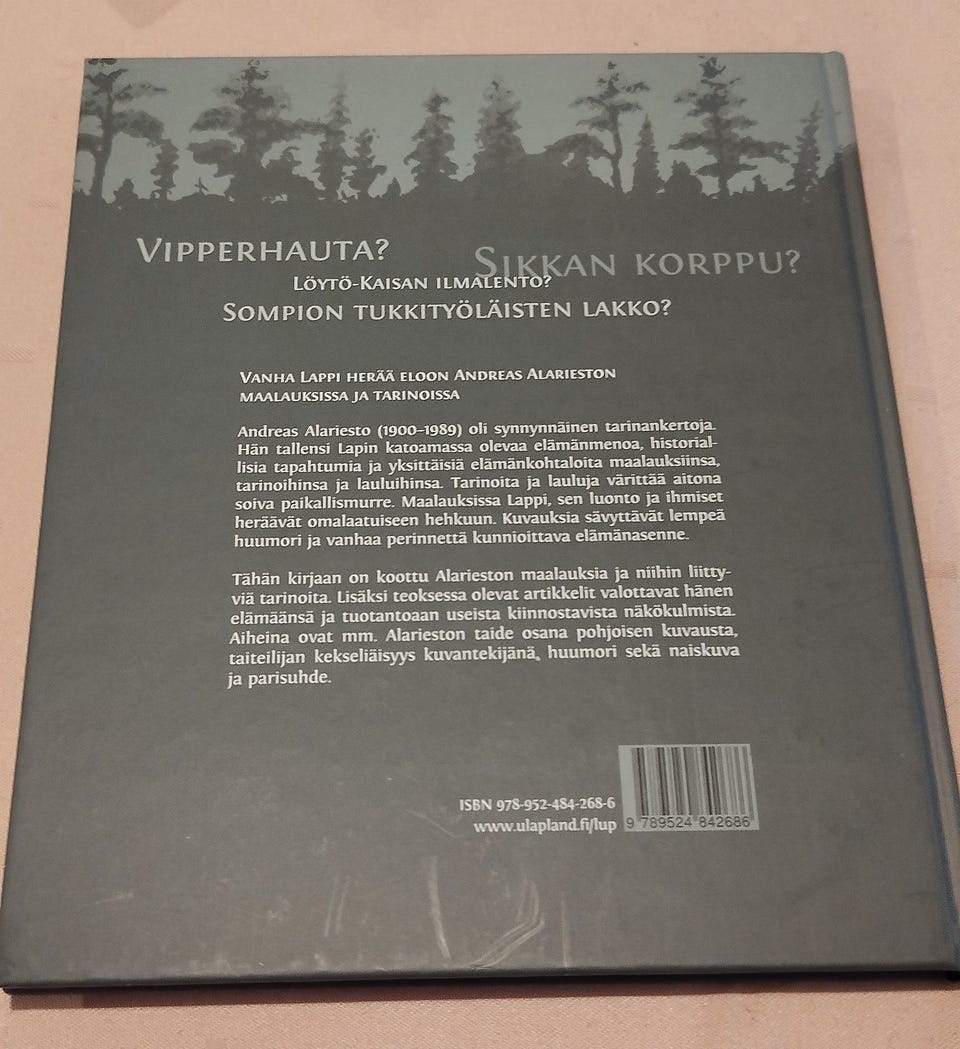 VIPPERHAUTA?
SIKKAN KORPPU?
LÖYTÖ-KAISAN ILMALENTO?
SOMPION TUKKITYÖLÄISTEN LAKKO?
VANHA LAPPI HERÄÄ ELOON ANDREAS ALARIESTON
MAALAUKSISSA JA TARINOISSA
Andreas Alariesto (1900–1989) oli synnynnäinen tarinankertoja.
Hän tallensi Lapin katoamassa olevaa elämänmenoa, historial-
lisia tapahtumia ja yksittäisiä elämänkohtaloita maalauksiinsa,
tarinoihinsa ja lauluihinsa. Tarinoita ja lauluja värittää aitona
soiva paikallismurre. Maalauksissa Lappi, sen luonto ja ihmiset
heräävät omalaatuiseen hehkuun. Kuvauksia sävyttävät lempeä
huumori ja vanhaa perinnettä kunnioittava elämänasenne.
Tähän kirjaan on koottu Alarieston maalauksia ja niihin liitty-
viä tarinoita. Lisäksi teoksessa olevat artikkelit valottavat hänen
elämäänsä ja tuotantoaan useista kiinnostavista näkökulmista.
Aiheina ovat mm. Alarieston taide osana pohjoisen kuvausta,
taiteilijan kekseliäisyys kuvantekijänä, huumori sekä naiskuva
ja parisuhde.
ISBN 978-952-484-268-6
www.ulapland.fi/lup
9 789524 842686